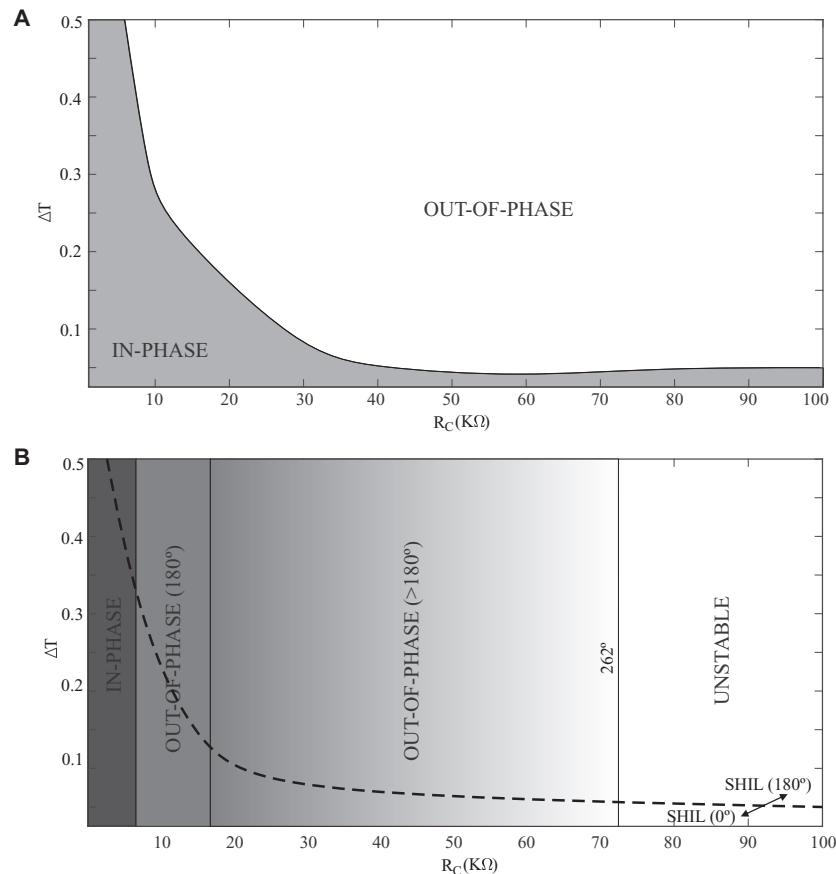 A
0.5
0.4
0.3
0.2
0.1
ΔT
OUT-OF-PHASE
IN-PHASE
10 20 30 40 50 60 70 80 90 100
R_C (KΩ)
B
0.5
0.4
0.3
0.2
0.1
ΔT
IN-PHASE
OUT-OF-PHASE (180º)
OUT-OF-PHASE (>180º)
262º
UNSTABLE
SHIL (180º)
SHIL (0º)
10 20 30 40 50 60 70 80 90 100
R_C (KΩ)